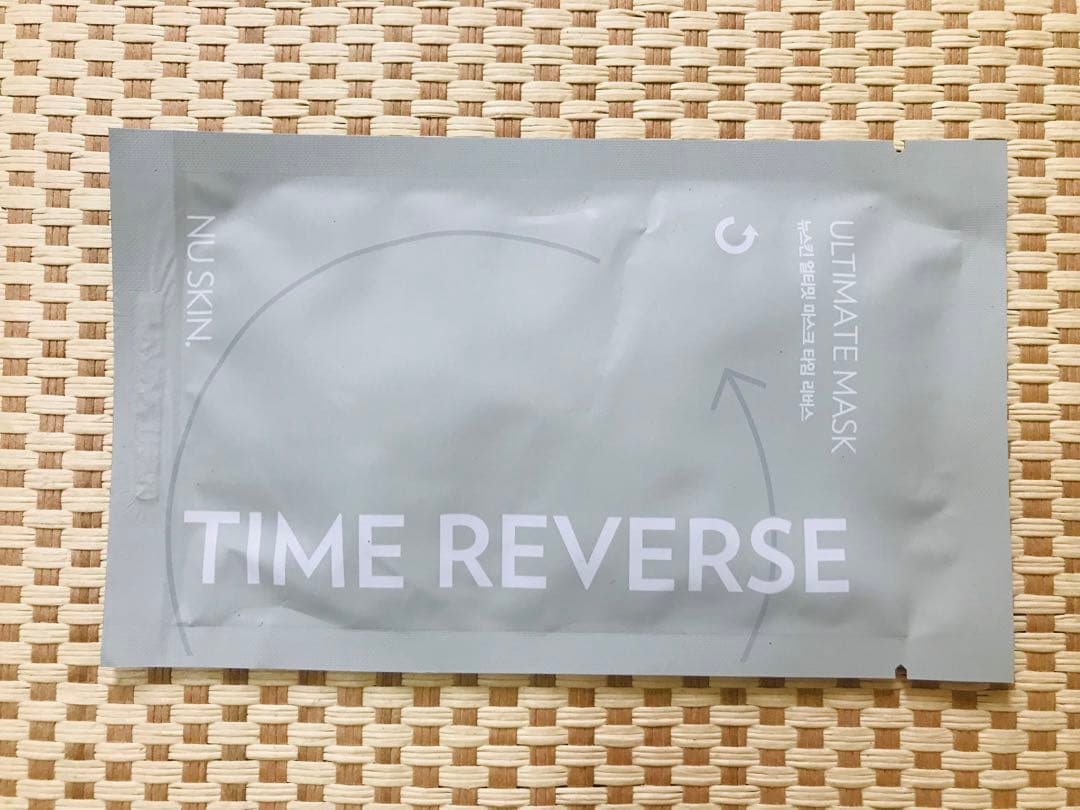 ULTIMATE MASK
뉴스킨 얼티밋 마스크 타임 리버스
NU SKIN.
TIME REVERSE